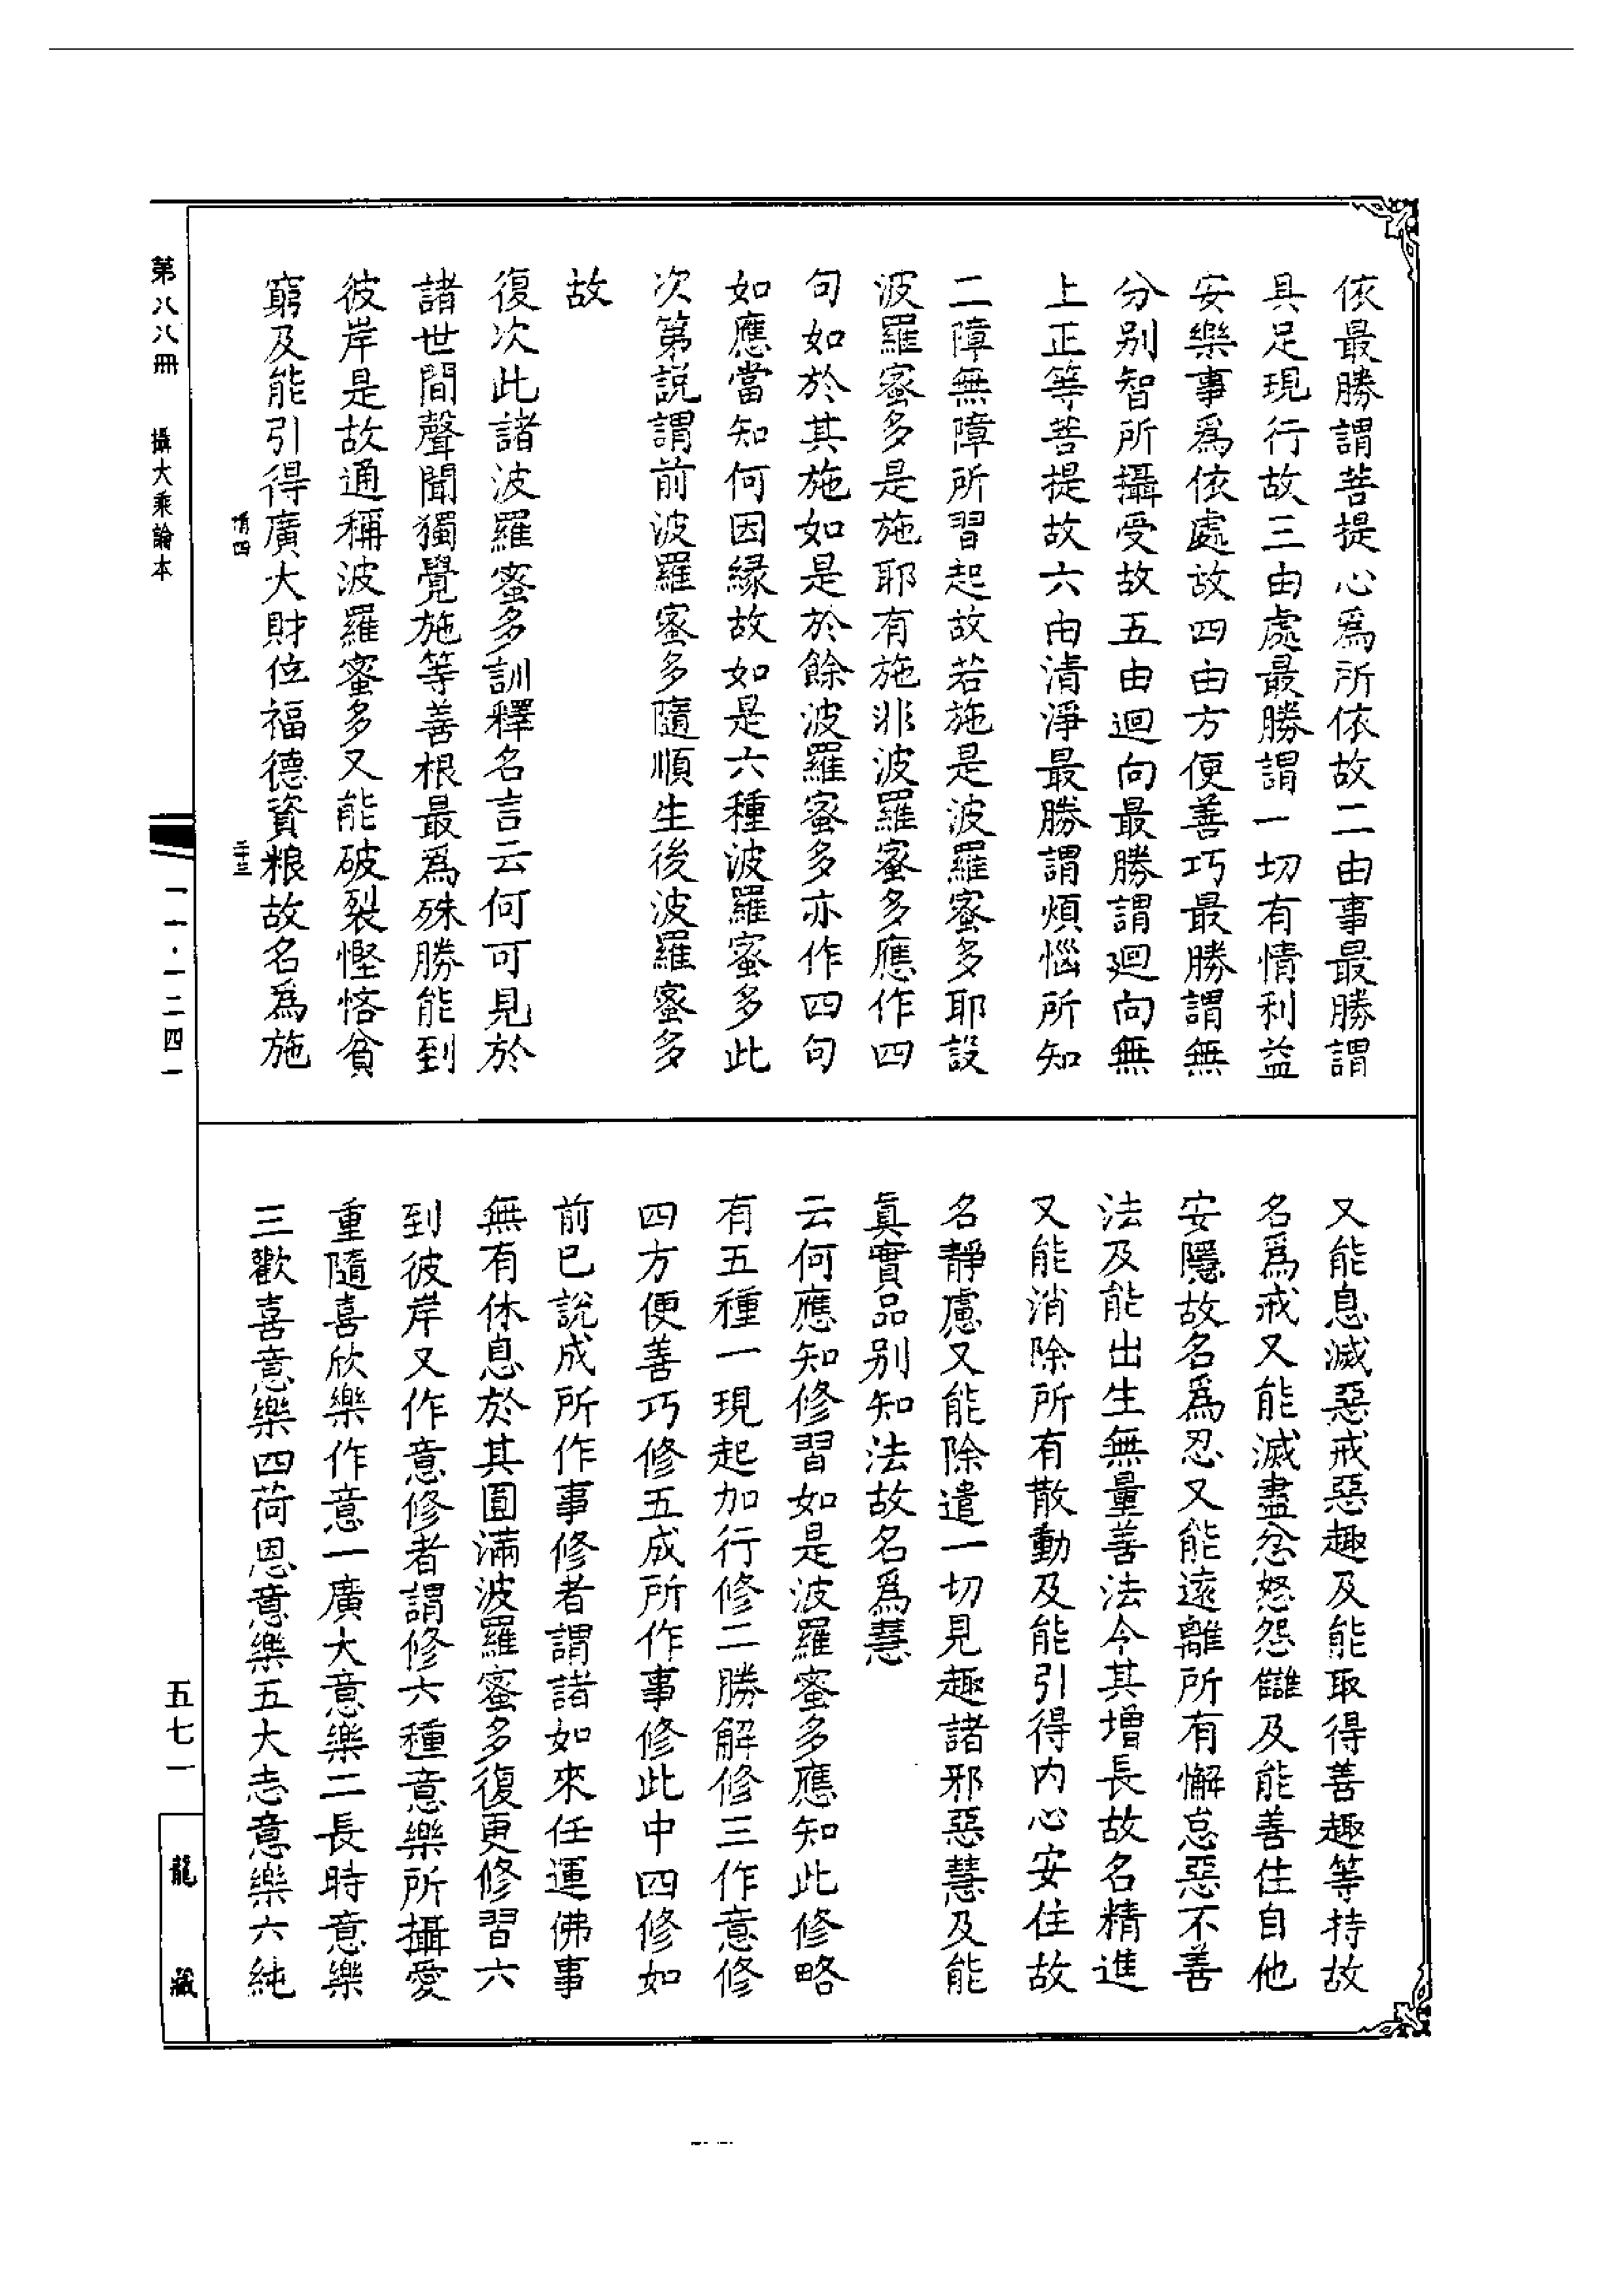 依最勝謂菩提心爲所依故二由事最勝謂
具足現行故三由處最勝謂一切有情利益
安樂事爲依處故四由方便善巧最勝謂無
分别智所攝受故五由迴向最勝謂迴向無
上正等菩提故六由清淨最勝謂煩惱所知
二障無障所習起故若施是波羅蜜多耶設
波羅蜜多是施耶有施非波羅蜜多應作四
句如於其施如是於餘波羅蜜多亦作四句
如應當知何因緣故如是六種波羅蜜多此
次第説謂前波羅蜜多隨順生後波羅蜜多
故
復次此諸波羅蜜多訓釋名言云何可見於
諸世間聲聞獨覺施等善根最爲殊勝能到
彼岸是故通稱波羅蜜多又能破裂慳悋貧
窮及能引得廣大財位福德資粮故名爲施
又能息滅惡戒惡趣及能取得善趣等持故
名爲戒又能滅盡忿怒怨讎及能善住自他
安隱故名爲忍又能遠離所有懈怠惡不善
法及能出生無量善法令其增長故名精進
又能消除所有散動及能引得内心安住故
名靜慮又能除遣一切見趣諸邪惡慧及能
眞實品别知法故名爲慧
云何應知修習如是波羅蜜多應知此修略
有五種一現起加行修二勝解修三作意修
四方便善巧修五成所作事修此中四修如
前已說成所作事修者謂諸如來任運佛事
無有休息於其圓滿波羅蜜多復更修習六
到彼岸又作意修者謂修六種意樂所攝愛
重隨喜欣樂作意一廣大意樂二長時意樂
三歡喜意樂四荷恩意樂五大志意樂六純
第八八冊　攝大乘論本
一一·一二四一
五七一
龍藏